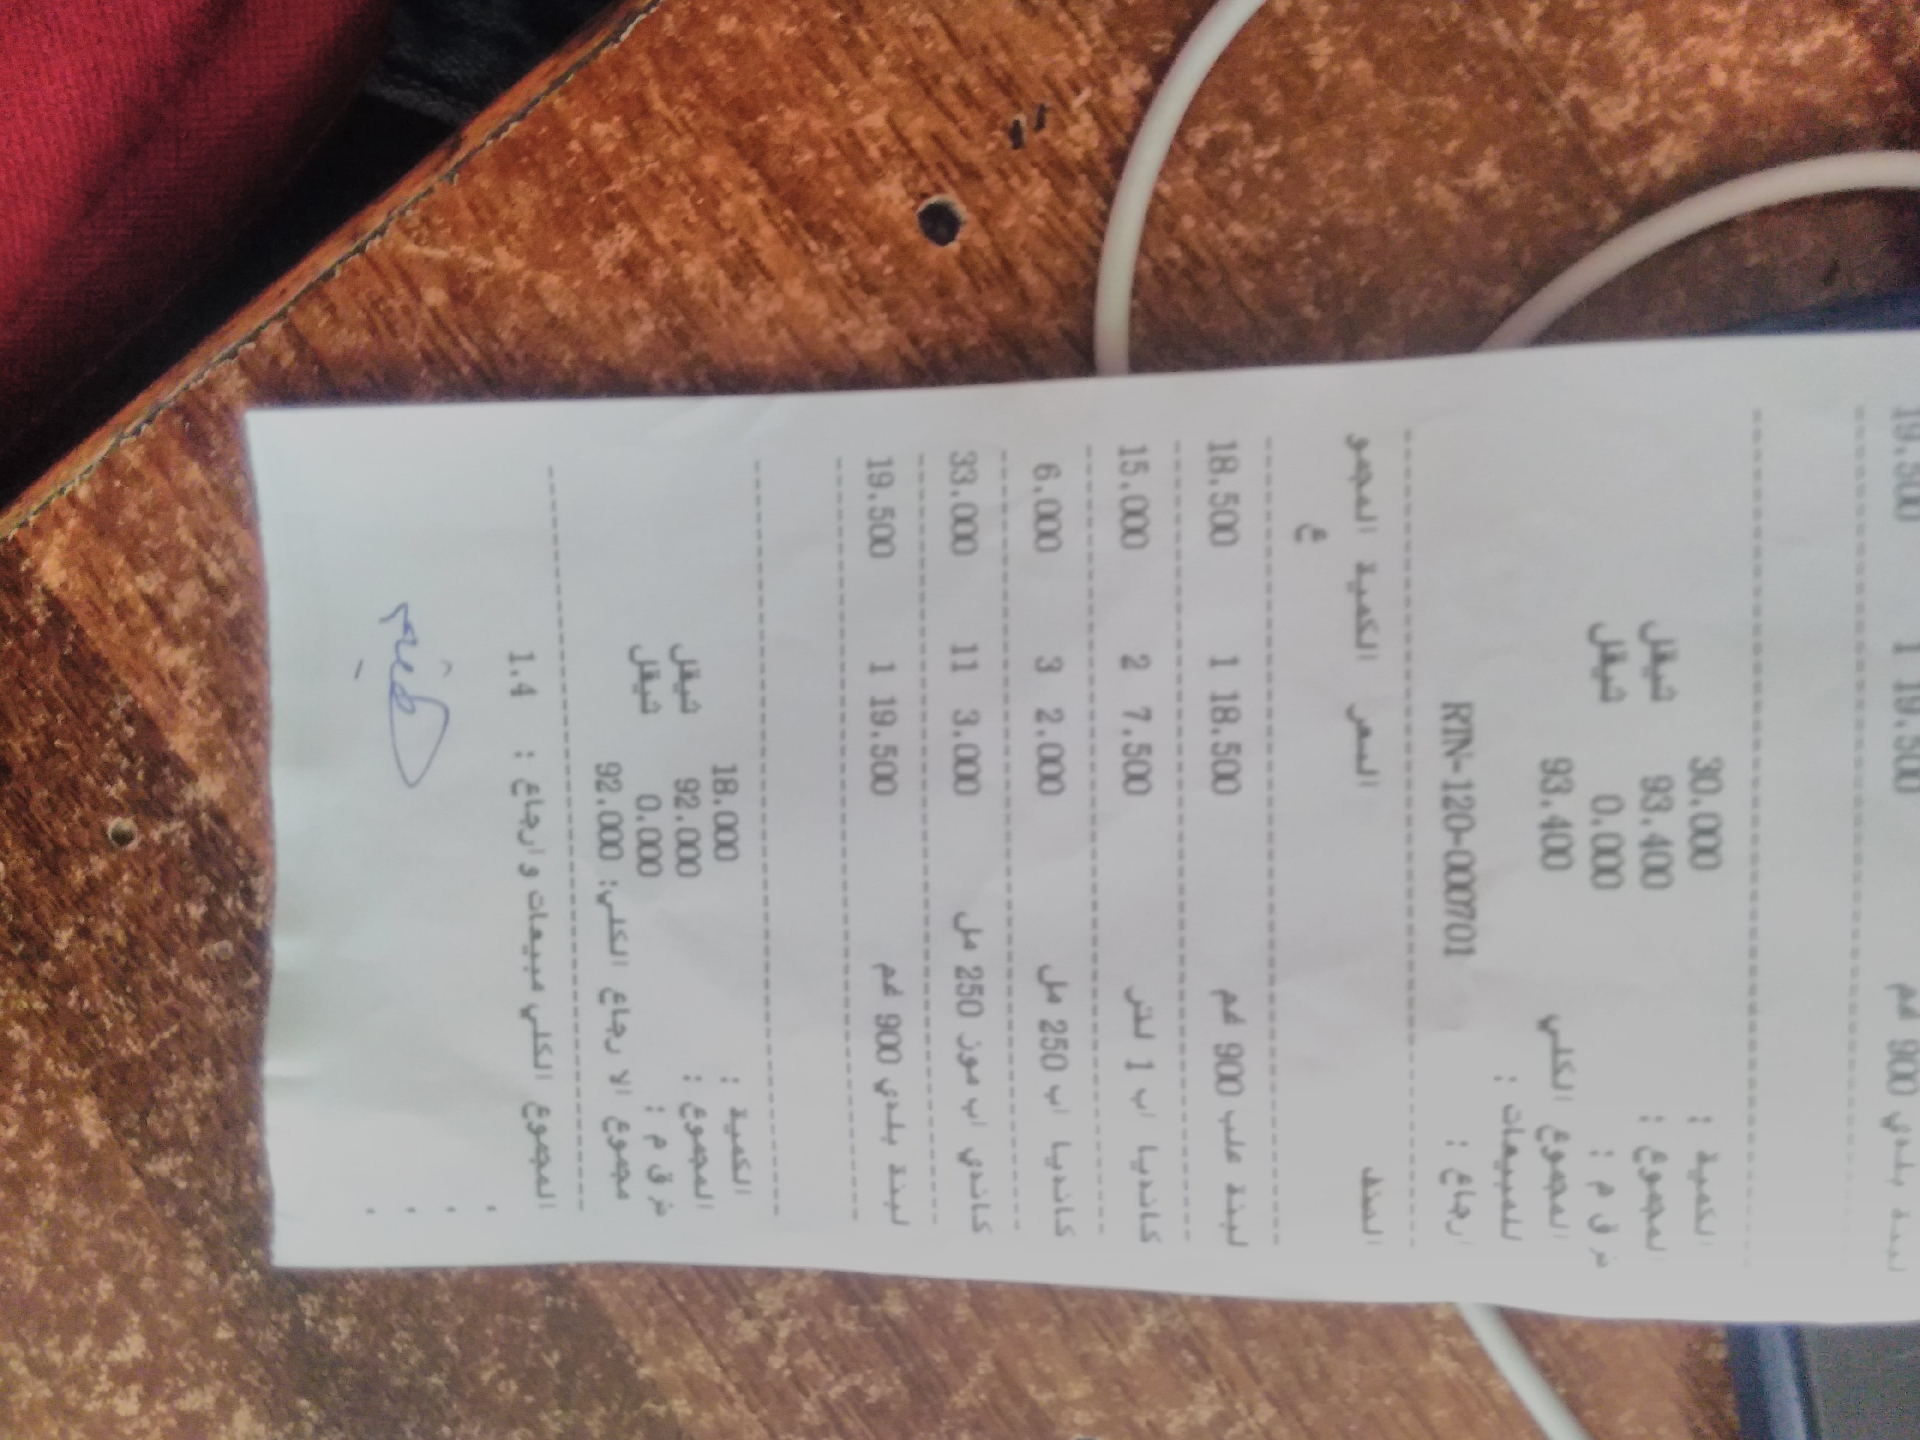 لبنة بلدي 900 غم 19.500 1 19.500
الكمية : 30.000
المجموع : 93.400 شيقل
ض ق م : 0.000 شيقل
المجموع الكلي 93.400
للمبيعات :
ارجاع : RTN-120-000701
الصنف السعر الكمية المجمو
ع
لبنة علب 900 غم 18.500 1 18.500
كانديا اب 1 لتر 7.500 2 15.000
كانديا اب 250 مل 2.000 3 6.000
كاندي اب موز 250 مل 3.000 11 33.000
لبنة بلدي 900 غم 19.500 1 19.500
الكمية : 18.000
المجموع : 92.000 شيقل
ض ق م : 0.000 شيقل
مجموع الا رجاع الكلي: 92.000
المجموع الكلي مبيعات و ارجاع : 1.4